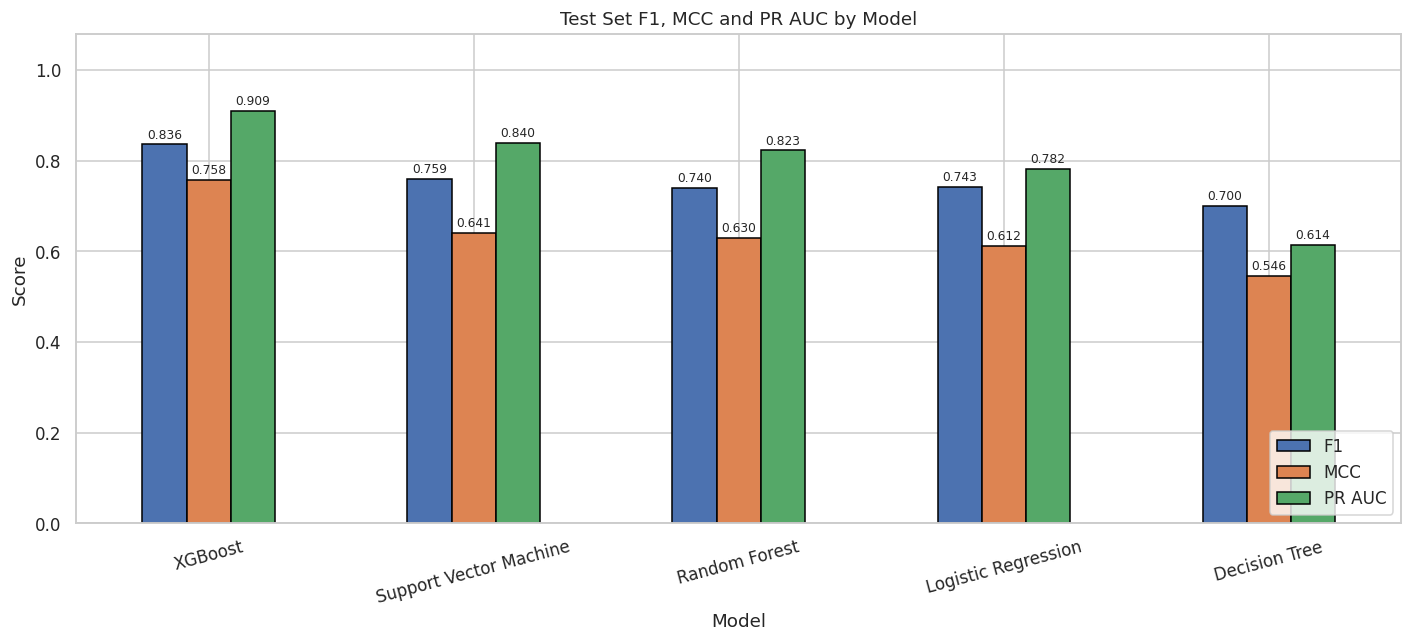 Test Set F1, MCC and PR AUC by Model
Score
1.0
0.8
0.6
0.4
0.2
0.0
0.836
0.758
0.909
0.759
0.641
0.840
0.740
0.630
0.823
0.743
0.612
0.782
0.700
0.546
0.614
F1
MCC
PR AUC
XGBoost
Support Vector Machine
Random Forest
Logistic Regression
Decision Tree
Model